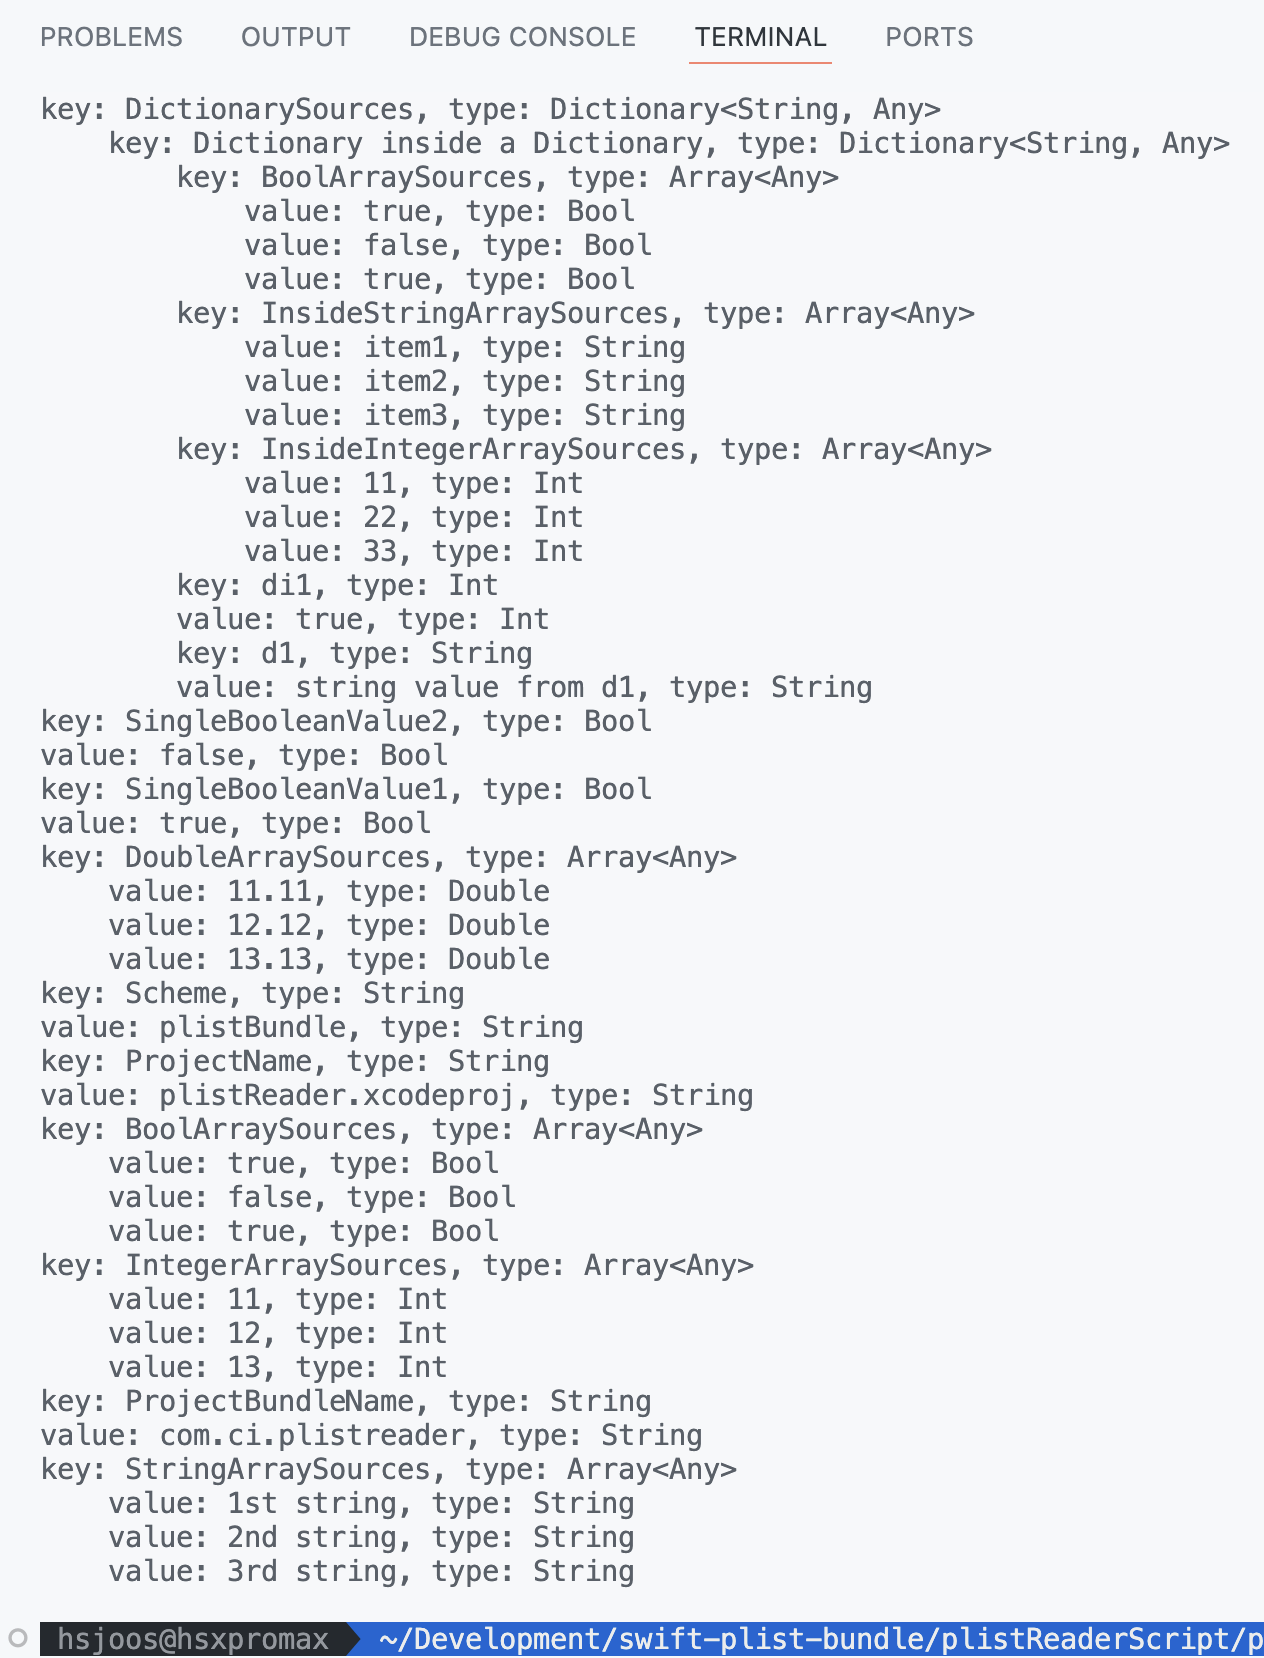 PROBLEMS OUTPUT DEBUG CONSOLE TERMINAL PORTS
key: DictionarySources, type: Dictionary<String, Any>
    key: Dictionary inside a Dictionary, type: Dictionary<String, Any>
        key: BoolArraySources, type: Array<Any>
            value: true, type: Bool
            value: false, type: Bool
            value: true, type: Bool
        key: InsideStringArraySources, type: Array<Any>
            value: item1, type: String
            value: item2, type: String
            value: item3, type: String
        key: InsideIntegerArraySources, type: Array<Any>
            value: 11, type: Int
            value: 22, type: Int
            value: 33, type: Int
        key: di1, type: Int
        value: true, type: Int
        key: d1, type: String
        value: string value from d1, type: String
key: SingleBooleanValue2, type: Bool
value: false, type: Bool
key: SingleBooleanValue1, type: Bool
value: true, type: Bool
key: DoubleArraySources, type: Array<Any>
    value: 11.11, type: Double
    value: 12.12, type: Double
    value: 13.13, type: Double
key: Scheme, type: String
value: plistBundle, type: String
key: ProjectName, type: String
value: plistReader.xcodeproj, type: String
key: BoolArraySources, type: Array<Any>
    value: true, type: Bool
    value: false, type: Bool
    value: true, type: Bool
key: IntegerArraySources, type: Array<Any>
    value: 11, type: Int
    value: 12, type: Int
    value: 13, type: Int
key: ProjectBundleName, type: String
value: com.ci.plistreader, type: String
key: StringArraySources, type: Array<Any>
    value: 1st string, type: String
    value: 2nd string, type: String
    value: 3rd string, type: String
hsjoos@hsxpromax ~/Development/swift-plist-bundle/plistReaderScript/p